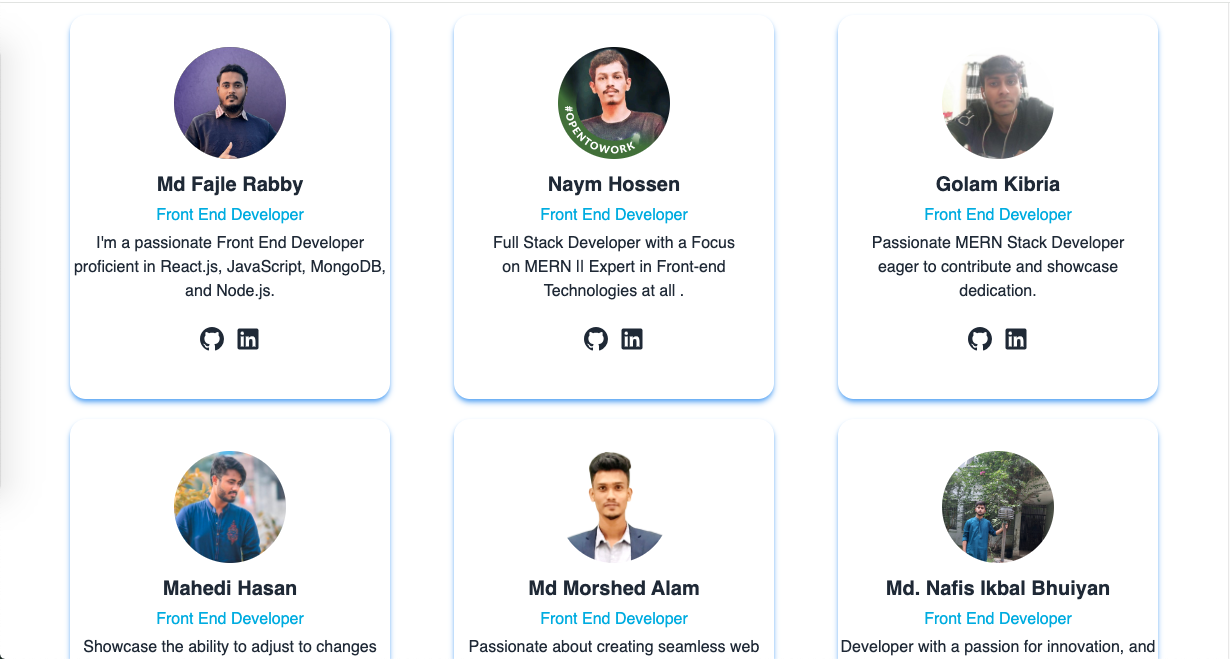 #OPENTOWORK
Md Fajle Rabby
Front End Developer
I'm a passionate Front End Developer
proficient in React.js, JavaScript, MongoDB,
and Node.js.
Naym Hossen
Front End Developer
Full Stack Developer with a Focus
on MERN || Expert in Front-end
Technologies at all .
Golam Kibria
Front End Developer
Passionate MERN Stack Developer
eager to contribute and showcase
dedication.
in
in
in
Mahedi Hasan
Front End Developer
Showcase the ability to adjust to changes
Md Morshed Alam
Front End Developer
Passionate about creating seamless web
Md. Nafis Ikbal Bhuiyan
Front End Developer
Developer with a passion for innovation, and